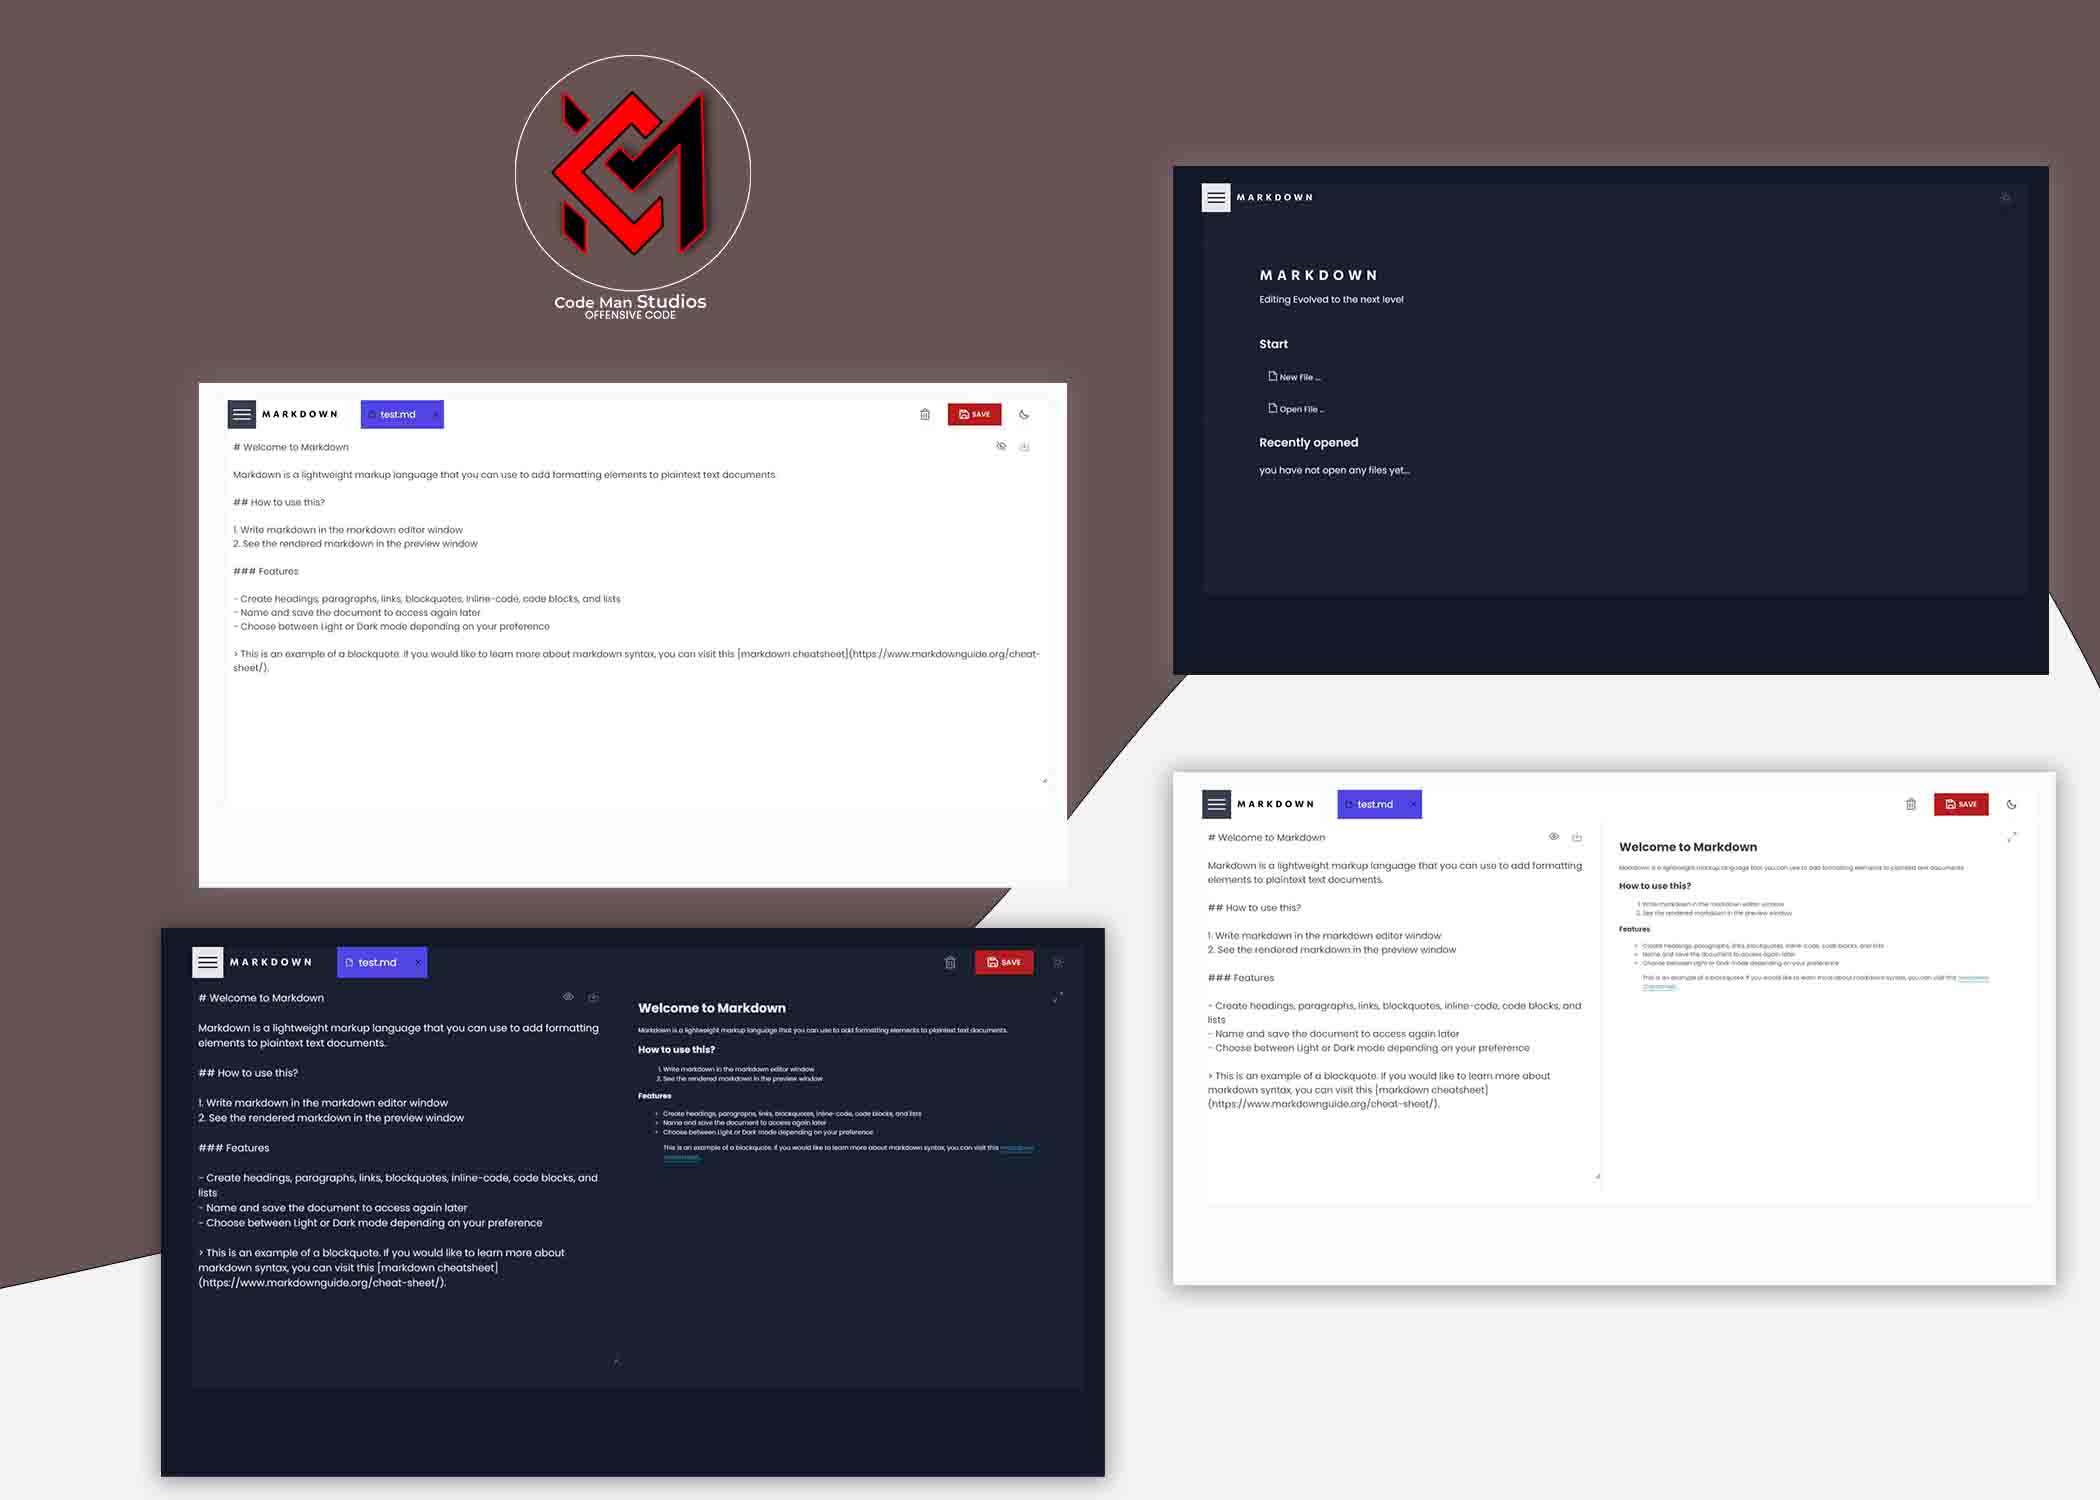 Code Man Studios
OFFENSIVE CODE
MARKDOWN
MARKDOWN
Editing Evolved to the next level
Start
New File ...
Open File ...
Recently opened
you have not open any files yet...
MARKDOWN test.md SAVE
# Welcome to Markdown
Markdown is a lightweight markup language that you can use to add formatting elements to plaintext text documents.
## How to use this?
1. Write markdown in the markdown editor window
2. See the rendered markdown in the preview window
### Features
- Create headings, paragraphs, links, blockquotes, inline-code, code blocks, and lists
- Name and save the document to access again later
- Choose between Light or Dark mode depending on your preference
> This is an example of a blockquote. If you would like to learn more about markdown syntax, you can visit this [markdown cheatsheet](https://www.markdownguide.org/cheat-
sheet/).
MARKDOWN test.md SAVE
# Welcome to Markdown
Markdown is a lightweight markup language that you can use to add formatting
elements to plaintext text documents.
## How to use this?
1. Write markdown in the markdown editor window
2. See the rendered markdown in the preview window
### Features
- Create headings, paragraphs, links, blockquotes, inline-code, code blocks, and
lists
- Name and save the document to access again later
- Choose between Light or Dark mode depending on your preference
> This is an example of a blockquote. If you would like to learn more about
markdown syntax, you can visit this [markdown cheatsheet]
(https://www.markdownguide.org/cheat-sheet/).
Welcome to Markdown
Markdown is a lightweight markup language that you can use to add formatting elements to plaintext text documents.
How to use this?
1. Write markdown in the markdown editor window
2. See the rendered markdown in the preview window
Features
Create headings, paragraphs, links, blockquotes, inline-code, code blocks, and lists
Name and save the document to access again later
Choose between Light or Dark mode depending on your preference
This is an example of a blockquote. If you would like to learn more about markdown syntax, you can visit this
MARKDOWN test.md SAVE
# Welcome to Markdown
Markdown is a lightweight markup language that you can use to add formatting
elements to plaintext text documents.
## How to use this?
1. Write markdown in the markdown editor window
2. See the rendered markdown in the preview window
### Features
- Create headings, paragraphs, links, blockquotes, inline-code, code blocks, and
lists
- Name and save the document to access again later
- Choose between Light or Dark mode depending on your preference
> This is an example of a blockquote. If you would like to learn more about
markdown syntax, you can visit this [markdown cheatsheet]
(https://www.markdownguide.org/cheat-sheet/).
Welcome to Markdown
Markdown is a lightweight markup language that you can use to add formatting elements to plaintext text documents.
How to use this?
1. Write markdown in the markdown editor window
2. See the rendered markdown in the preview window
Features
Create headings, paragraphs, links, blockquotes, inline-code, code blocks, and lists
Name and save the document to access again later
Choose between Light or Dark mode depending on your preference
This is an example of a blockquote. If you would like to learn more about markdown syntax, you can visit this